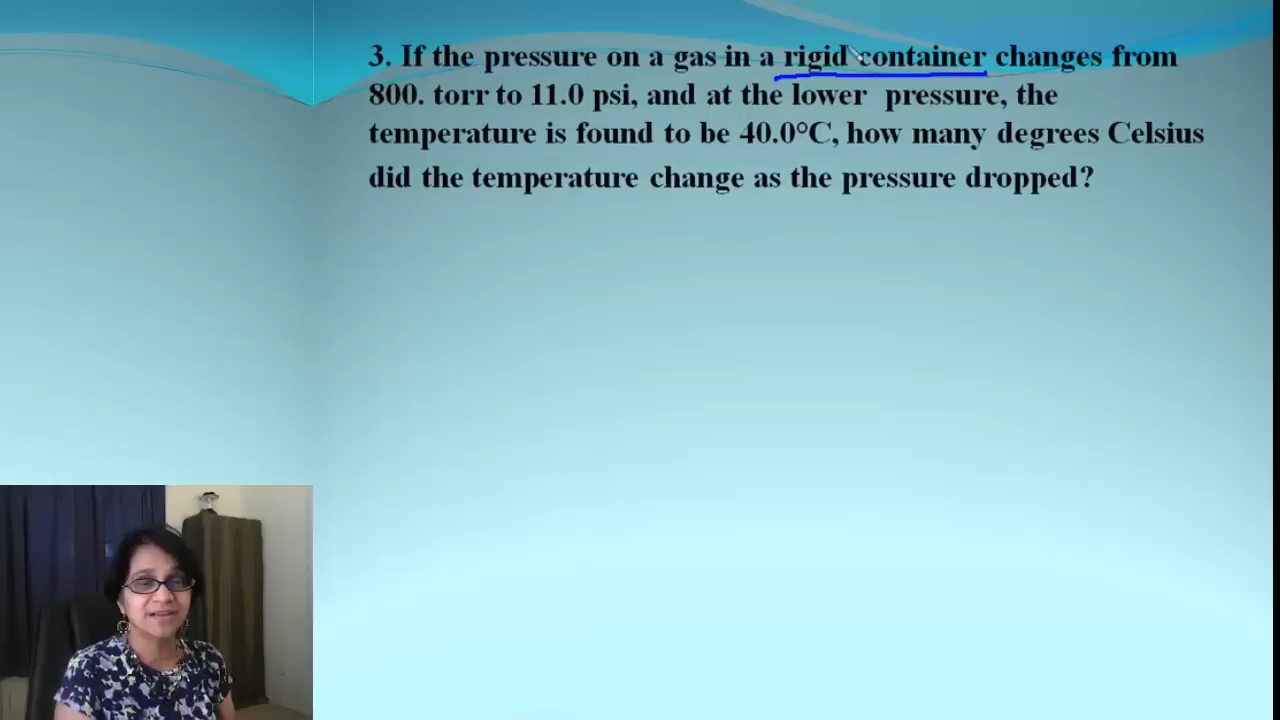 3. If the pressure on a gas in a rigid container changes from
800. torr to 11.0 psi, and at the lower pressure, the
temperature is found to be 40.0°C, how many degrees Celsius
did the temperature change as the pressure dropped?